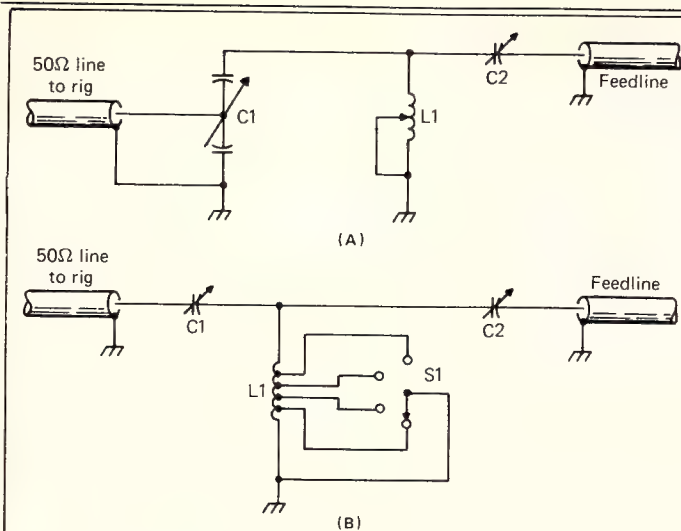 50Ω line
to rig
C1
L1
C2
Feedline
(A)
50Ω line
to rig
C1
L1
S1
C2
Feedline
(B)